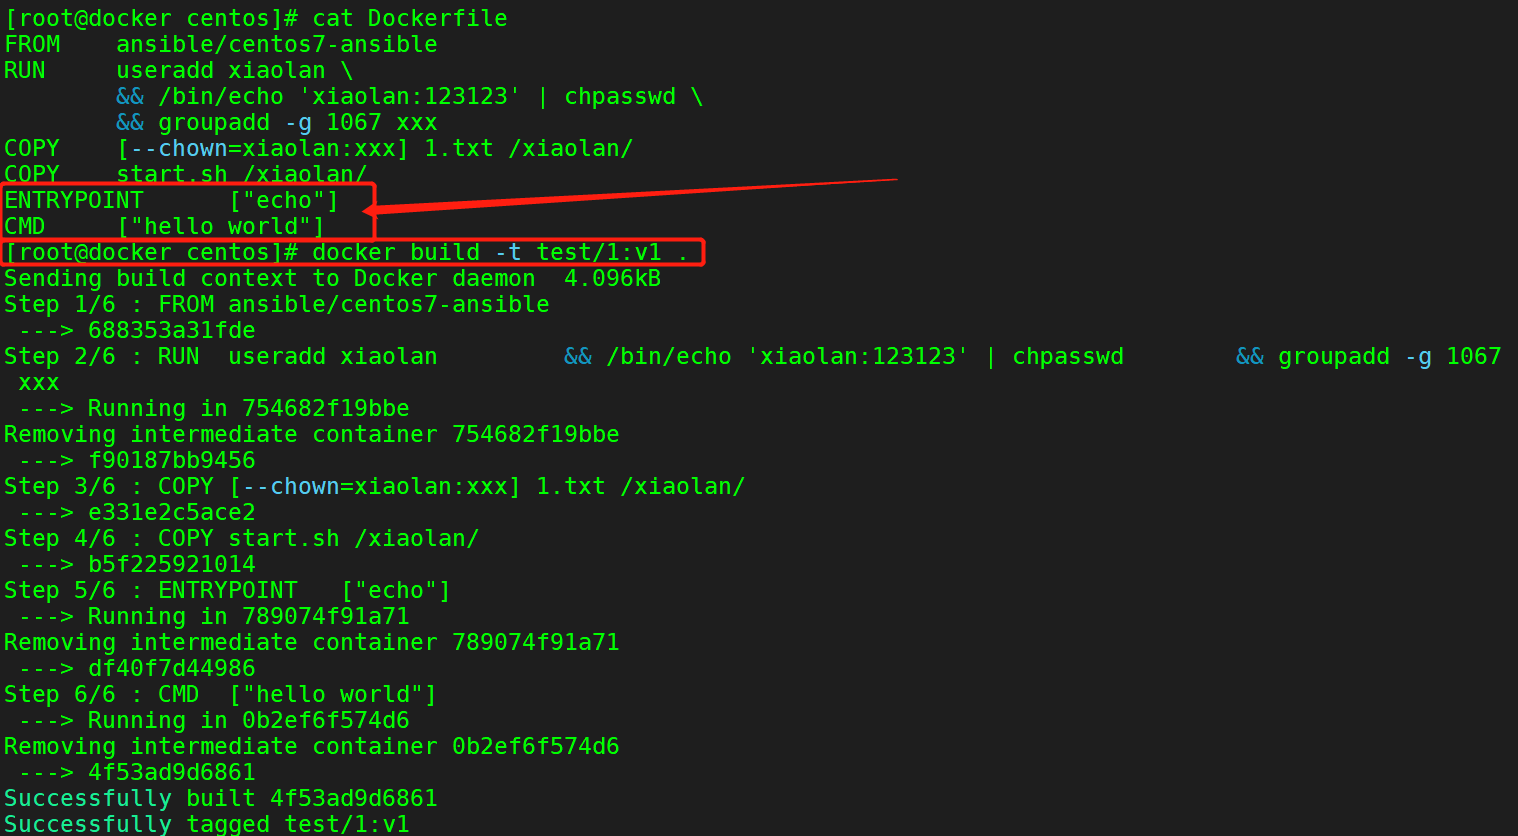 [root@docker centos]# cat Dockerfile
FROM    ansible/centos7-ansible
RUN     useradd xiaolan \
        && /bin/echo 'xiaolan:123123' | chpasswd \
        && groupadd -g 1067 xxx
COPY    [--chown=xiaolan:xxx] 1.txt /xiaolan/
COPY    start.sh /xiaolan/
ENTRYPOINT      ["echo"]
CMD     ["hello world"]
[root@docker centos]# docker build -t test/1:v1 .
Sending build context to Docker daemon  4.096kB
Step 1/6 : FROM ansible/centos7-ansible
 ---> 688353a31fde
Step 2/6 : RUN  useradd xiaolan         && /bin/echo 'xiaolan:123123' | chpasswd        && groupadd -g 1067
 xxx
 ---> Running in 754682f19bbe
Removing intermediate container 754682f19bbe
 ---> f90187bb9456
Step 3/6 : COPY [--chown=xiaolan:xxx] 1.txt /xiaolan/
 ---> e331e2c5ace2
Step 4/6 : COPY start.sh /xiaolan/
 ---> b5f225921014
Step 5/6 : ENTRYPOINT   ["echo"]
 ---> Running in 789074f91a71
Removing intermediate container 789074f91a71
 ---> df40f7d44986
Step 6/6 : CMD  ["hello world"]
 ---> Running in 0b2ef6f574d6
Removing intermediate container 0b2ef6f574d6
 ---> 4f53ad9d6861
Successfully built 4f53ad9d6861
Successfully tagged test/1:v1